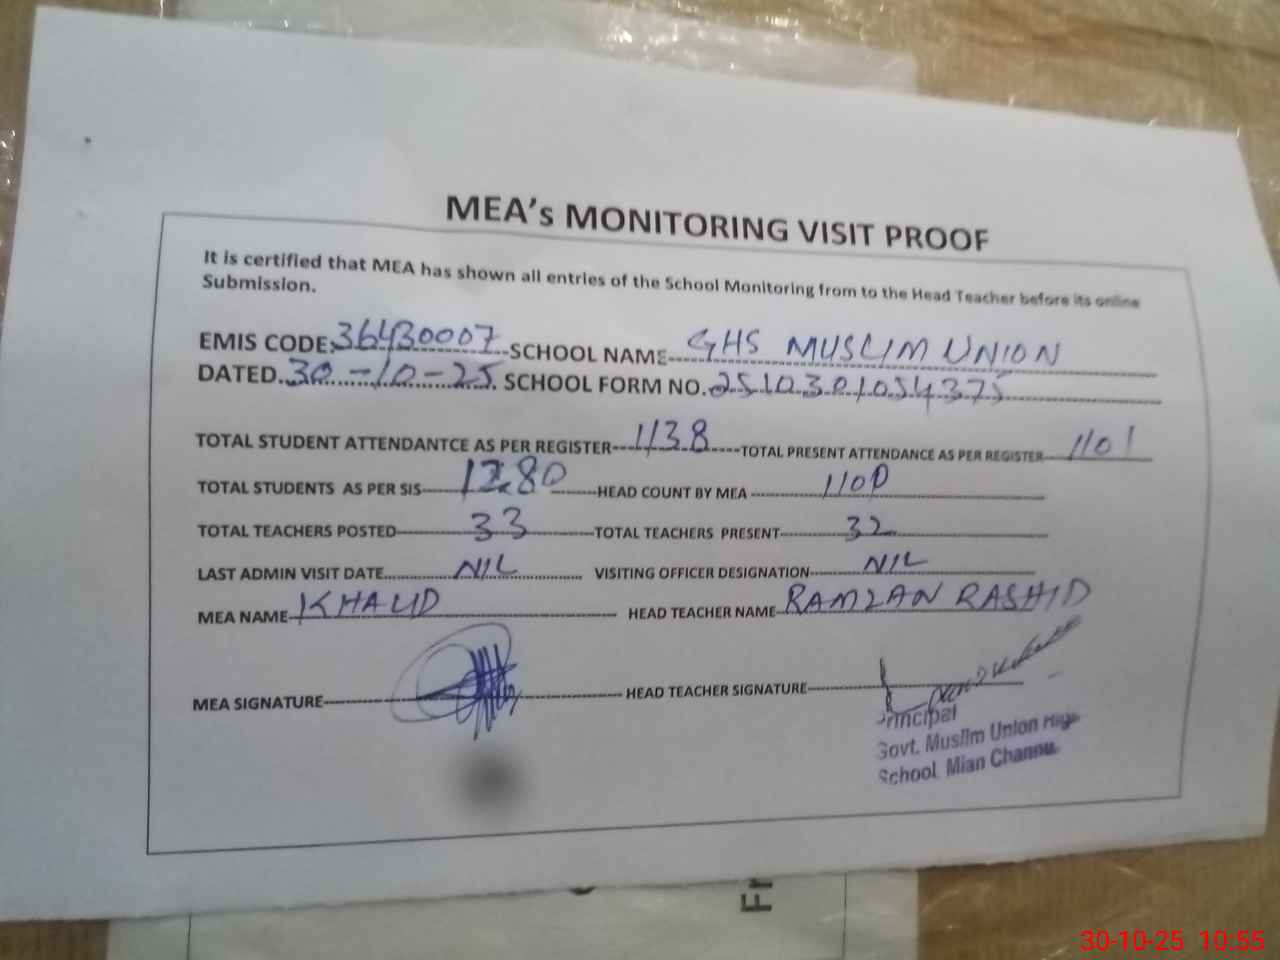 MEA's MONITORING VISIT PROOF
It is certified that MEA has shown all entries of the School Monitoring from to the Head Teacher before its online
Submission.
EMIS CODE: 36430007 SCHOOL NAME GHS MUSLIM UNION
DATED 30-10-25 SCHOOL FORM NO. 2510301054375
TOTAL STUDENT ATTENDANTCE AS PER REGISTER 1138 TOTAL PRESENT ATTENDANCE AS PER REGISTER 1101
TOTAL STUDENTS AS PER SIS HEAD COUNT BY MEA
TOTAL TEACHERS POSTED 33 TOTAL TEACHERS PRESENT 32
LAST ADMIN VISIT DATE NIL VISITING OFFICER DESIGNATION NIL
MEA NAME KHALID HEAD TEACHER NAME RAMZAN RASHID
MEA SIGNATURE HEAD TEACHER SIGNATURE
Principal
Govt. Muslim Union High
School. Mian Channu.
30-10-25 10:55